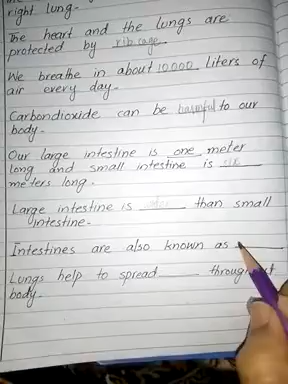 right lung-
The heart and the lungs are
protected by rib cage
We breathe in about 10000 liters of
air every day-
Carbondioxide can be harmful to our
body.
Our large intestine is one meter
long and small intestine is six
meters long.
Large intestine is than small
intestine-
Intestines are also known as
Lungs help to spread throughout
body.